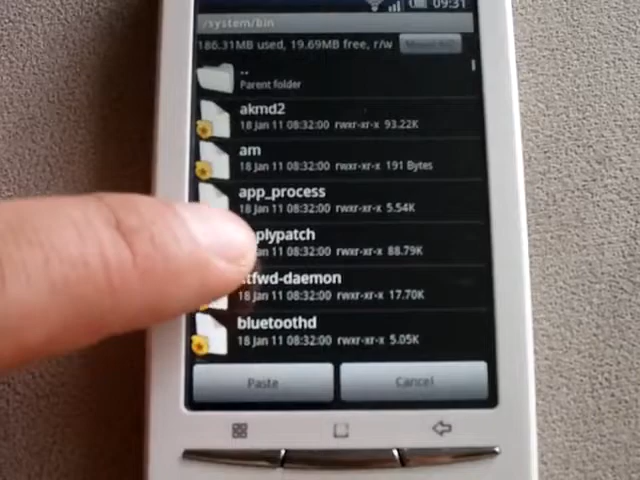 09:31
/system/bin
186.31MB used, 19.69MB free, r/w
..
Parent folder
akmd2
18 Jan 11 08:32:00 rwxr-xr-x 93.22K
am
18 Jan 11 08:32:00 rwxr-xr-x 191 Bytes
app_process
18 Jan 11 08:32:00 rwxr-xr-x 5.54K
plypatch
Jan 11 08:32:00 rwxr-xr-x 88.79K
tfwd-daemon
18 Jan 11 08:32:00 rwxr-xr-x 17.70K
bluetoothd
18 Jan 11 08:32:00 rwxr-xr-x 5.05K
Paste Cancel